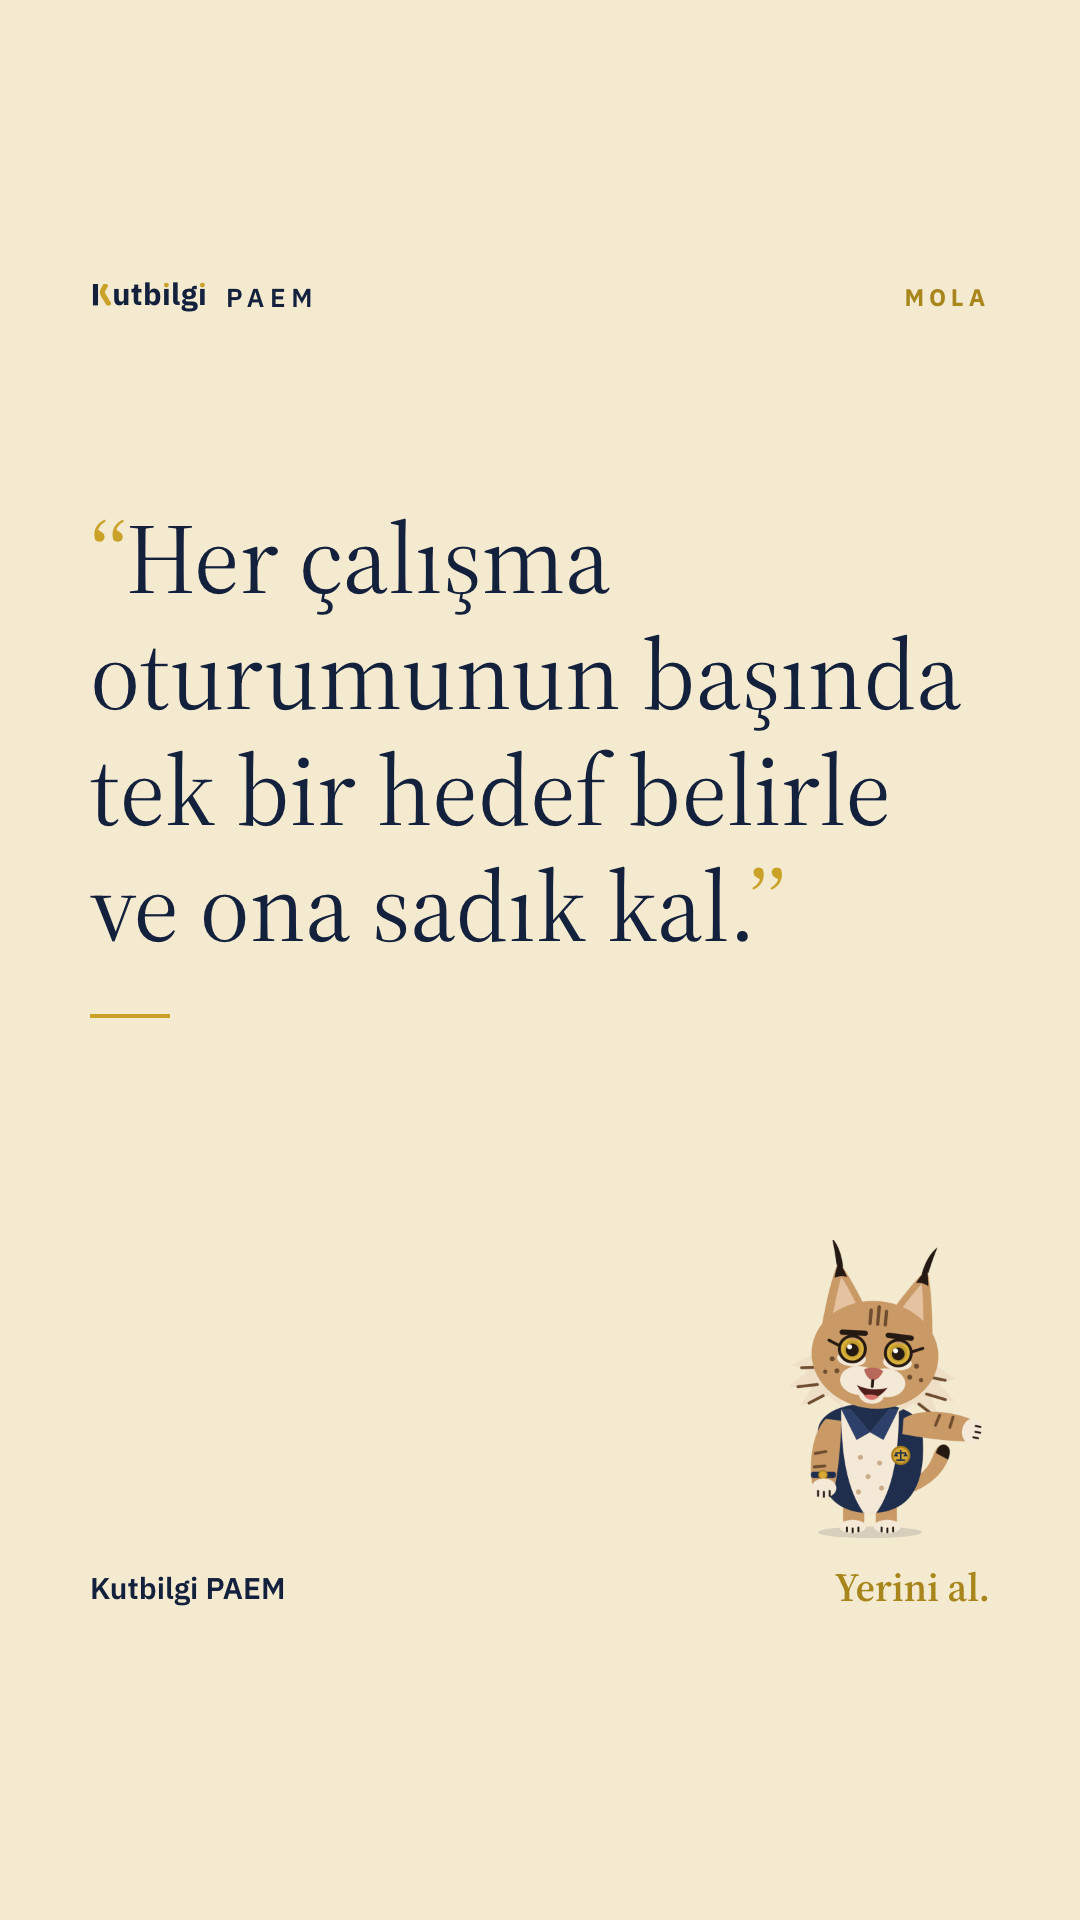 Kutbilgi PAEM
MOLA
“Her çalışma
oturumunun başında
tek bir hedef belirle
ve ona sadık kal.”
Kutbilgi PAEM
Yerini al.